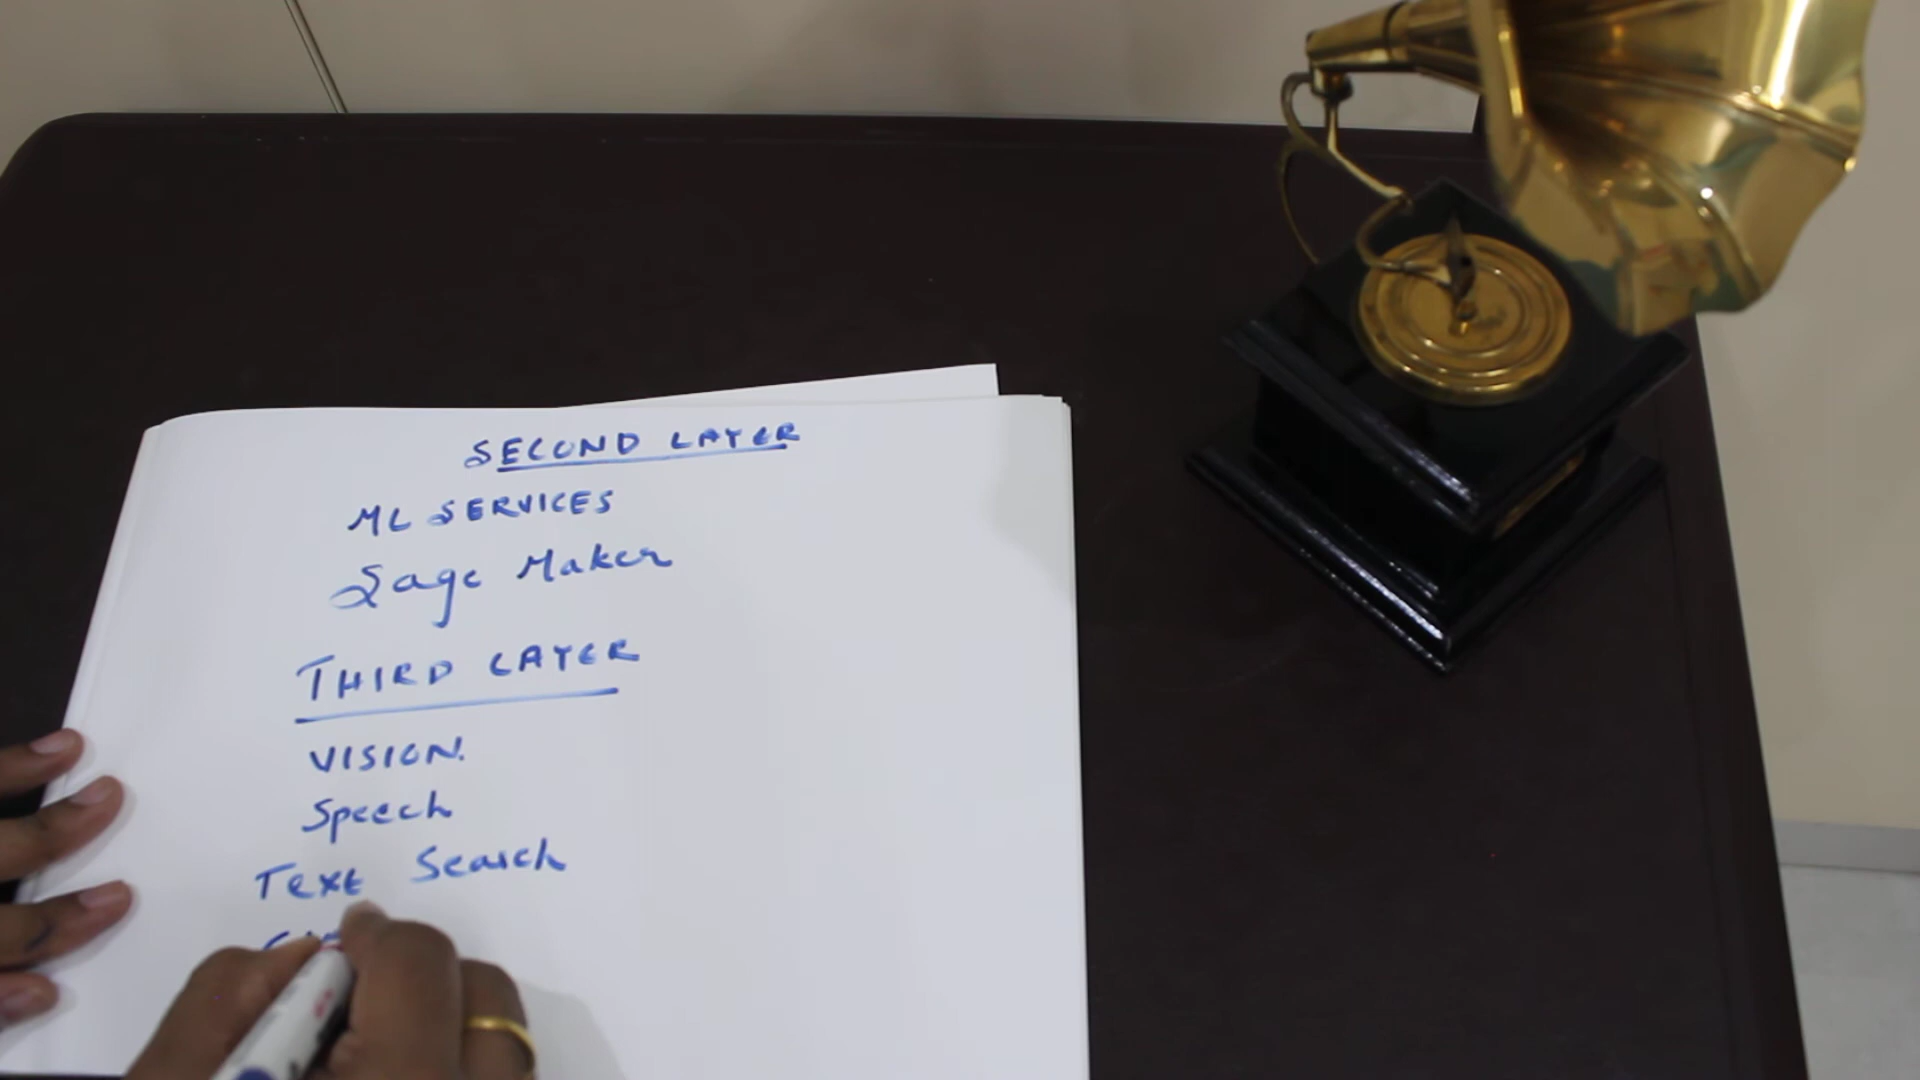 SECOND LAYER
ML SERVICES
Sage Maker
THIRD LAYER
VISION.
Speech
Text Search